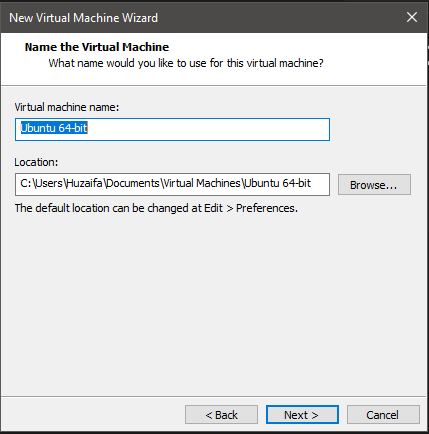 New Virtual Machine Wizard
Name the Virtual Machine
What name would you like to use for this virtual machine?
Virtual machine name:
Ubuntu 64-bit
Location:
C:\Users\Huzaifa\Documents\Virtual Machines\Ubuntu 64-bit
Browse...
The default location can be changed at Edit > Preferences.
< Back
Next >
Cancel